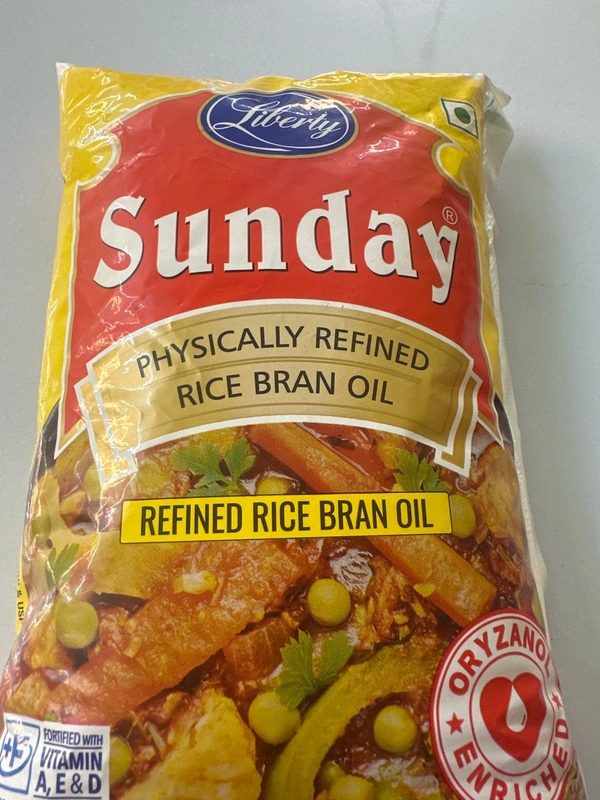 Liberty
Sunday®
PHYSICALLY REFINED
RICE BRAN OIL
REFINED RICE BRAN OIL
ORYZANOL
ENRICHED
+F
FORTIFIED WITH
VITAMIN
A, E & D